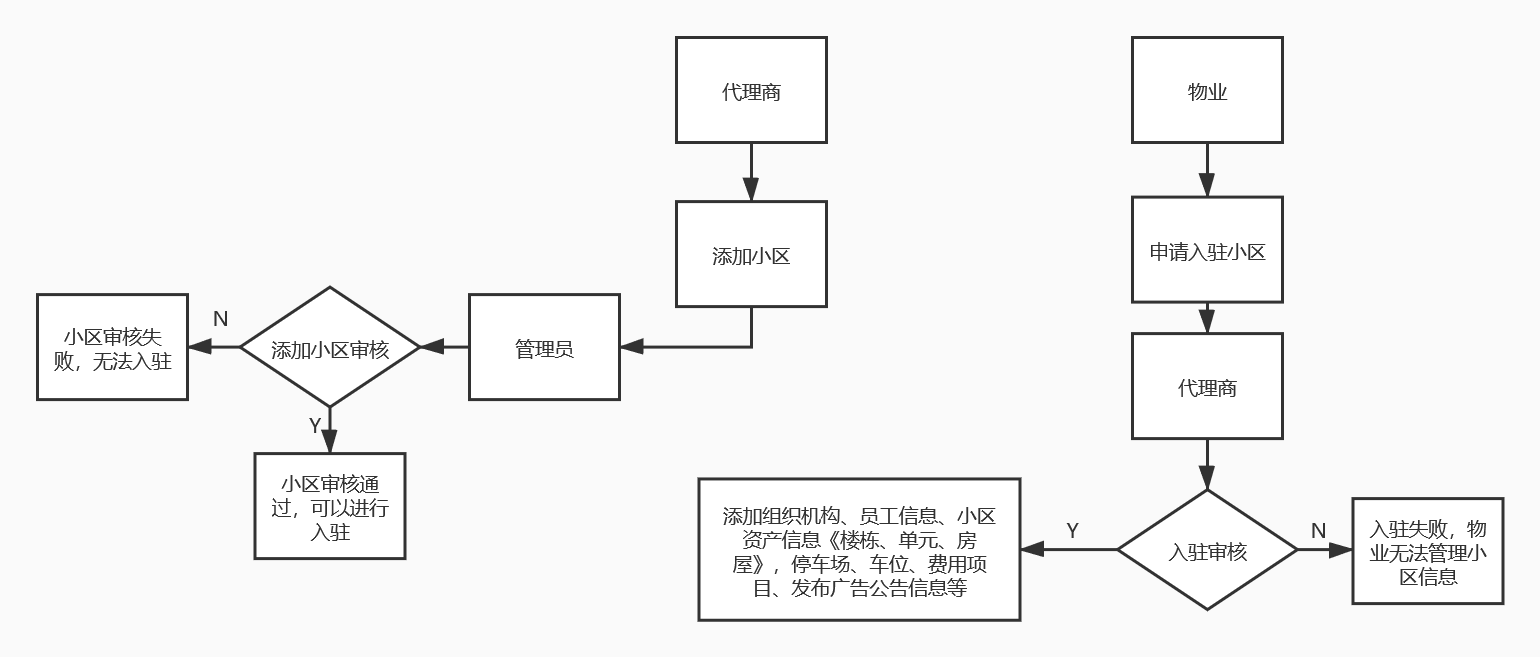 代理商
添加小区
管理员
添加小区审核
N
小区审核失
败，无法入驻
Y
小区审核通
过，可以进行
入驻
物业
申请入驻小区
代理商
入驻审核
Y
添加组织机构、员工信息、小区
资产信息《楼栋、单元、房
屋》，停车场、车位、费用项
目、发布广告公告信息等
N
入驻失败，物
业无法管理小
区信息